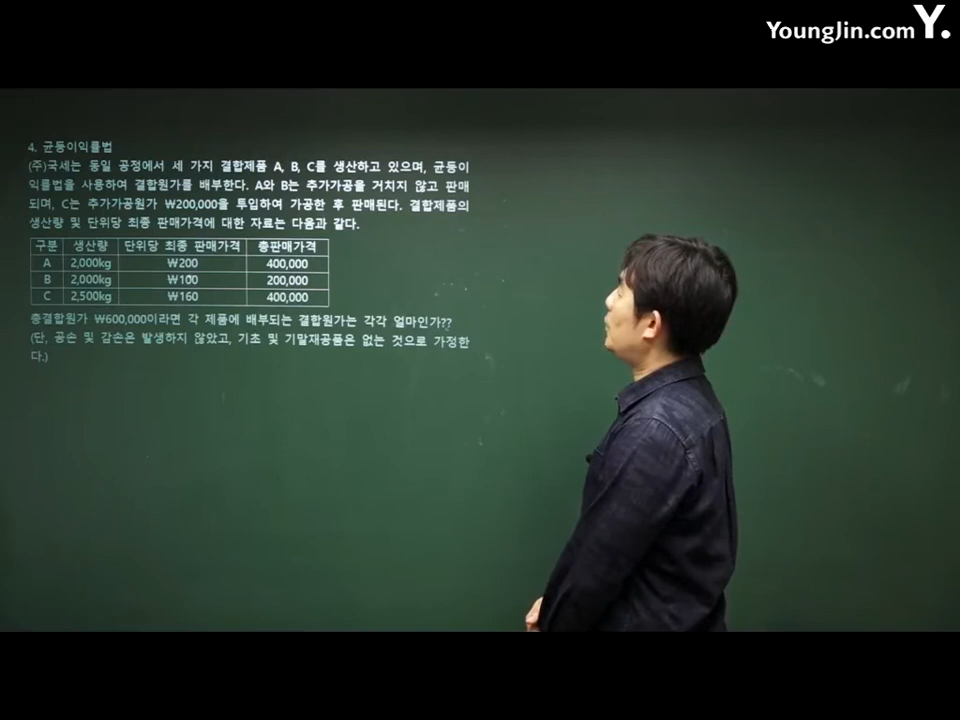 YoungJin.com Y.
4. 균등이익률법
(주)국세는 동일 공정에서 세 가지 결합제품 A, B, C를 생산하고 있으며, 균등이
익률법을 사용하여 결합원가를 배부한다. A와 B는 추가가공을 거치지 않고 판매
되며, C는 추가가공원가 ₩200,000을 투입하여 가공한 후 판매된다. 결합제품의
생산량 및 단위당 최종 판매가격에 대한 자료는 다음과 같다.
구분 생산량 단위당 최종 판매가격 총판매가격
A 2,000kg ₩200 400,000
B 2,000kg ₩100 200,000
C 2,500kg ₩160 400,000
총결합원가 ₩600,000이라면 각 제품에 배부되는 결합원가는 각각 얼마인가??
(단, 공손 및 감손은 발생하지 않았고, 기초 및 기말재공품은 없는 것으로 가정한
다.)